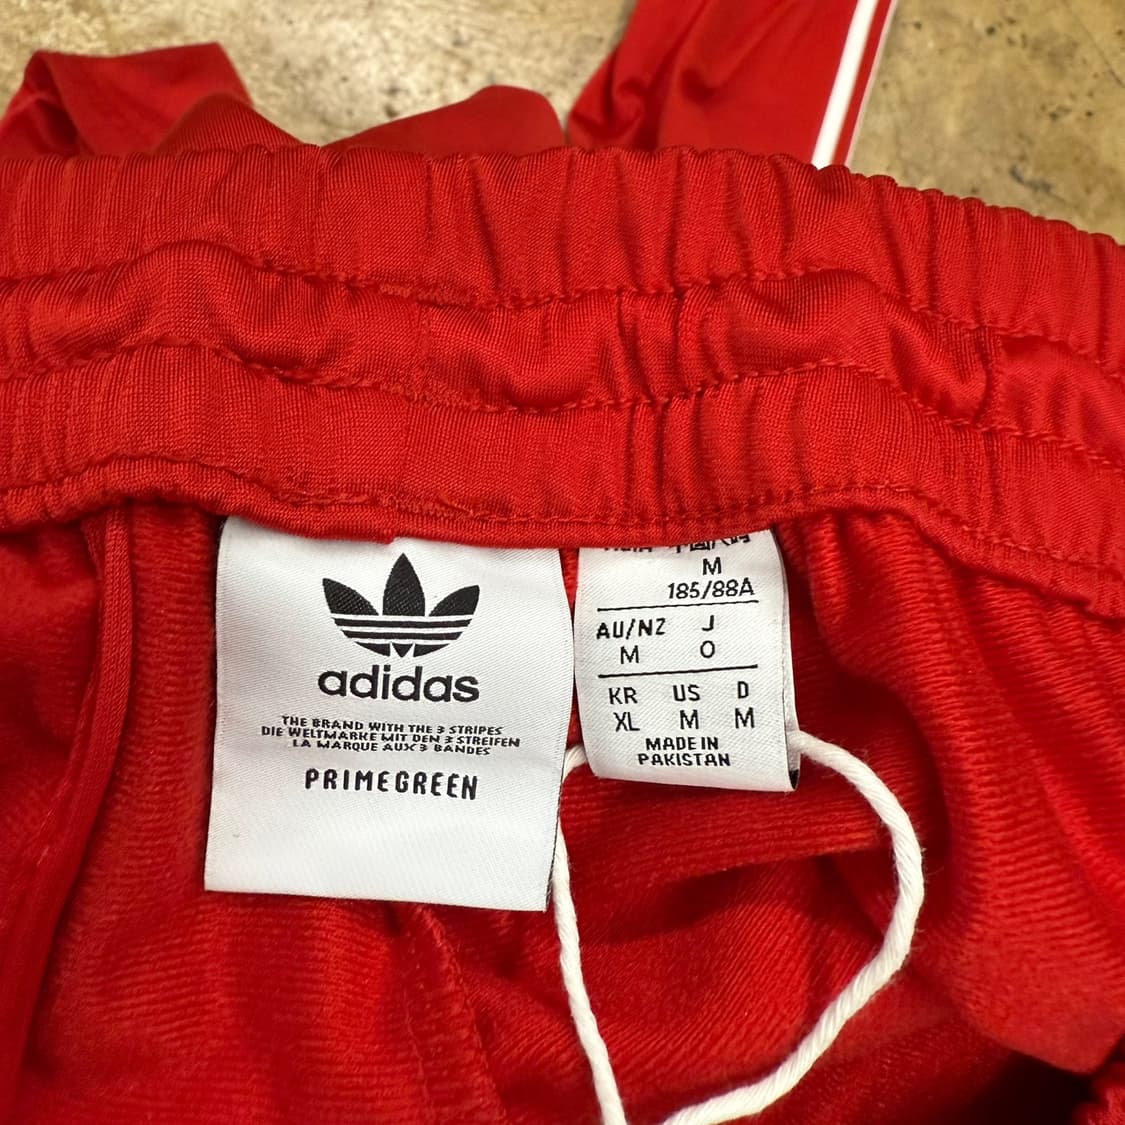 adidas
THE BRAND WITH THE 3 STRIPES
DIE WELTMARKE MIT DEN 3 STREIFEN
LA MARQUE AUX 3 BANDES
PRIMEGREEN
M
185/88A
AU/NZ J
M O
KR US D
XL M M
MADE IN
PAKISTAN